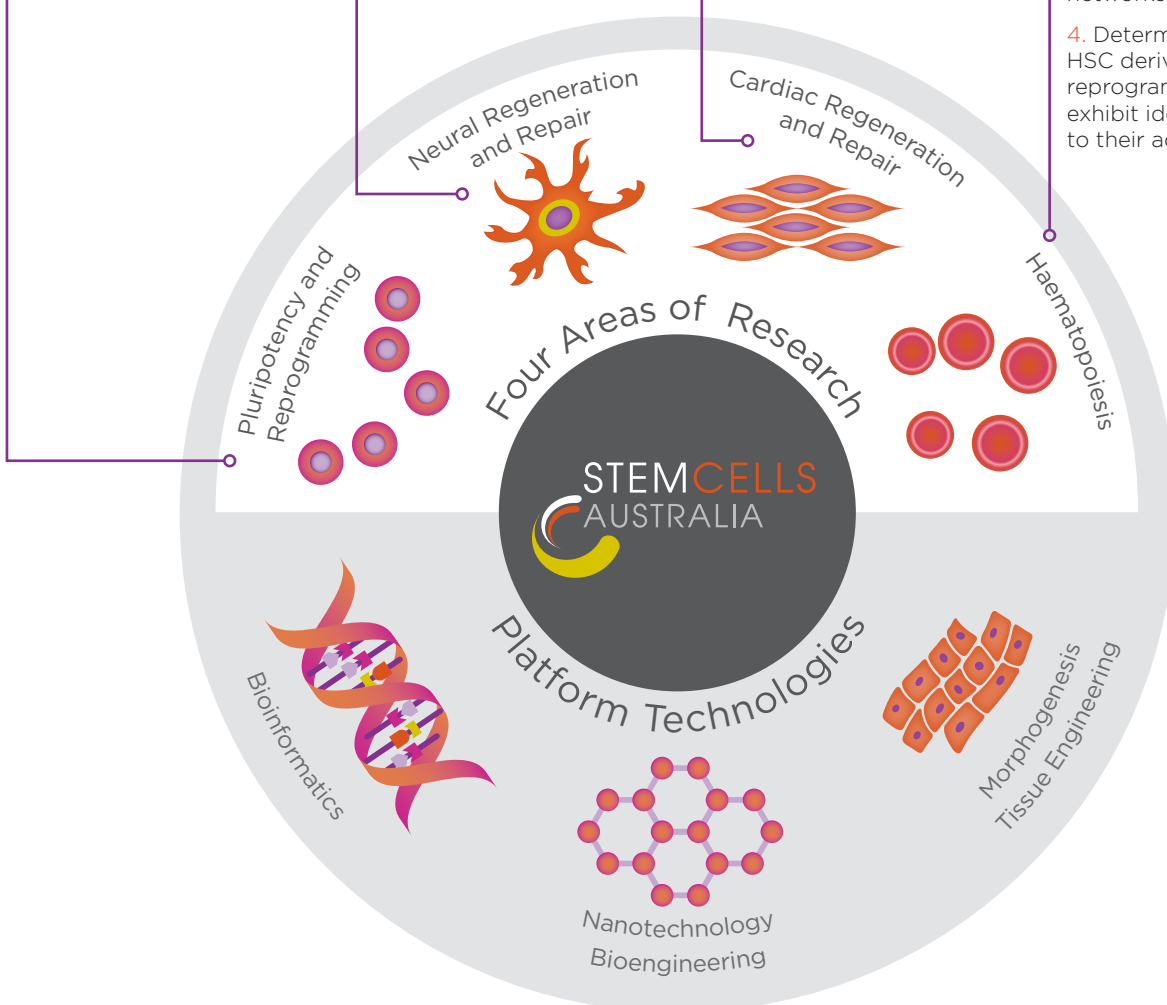 4. Determ
HSC deriv
reprogram
exhibit ide
to their ac
Neural Regeneration
and Repair
Cardiac Regeneration
and Repair
Pluripotency and
Reprogramming
Haematopoiesis
Four Areas of Research
STEMCELLS
AUSTRALIA
Platform Technologies
Bioinformatics
Morphogenesis
Tissue Engineering
Nanotechnology
Bioengineering